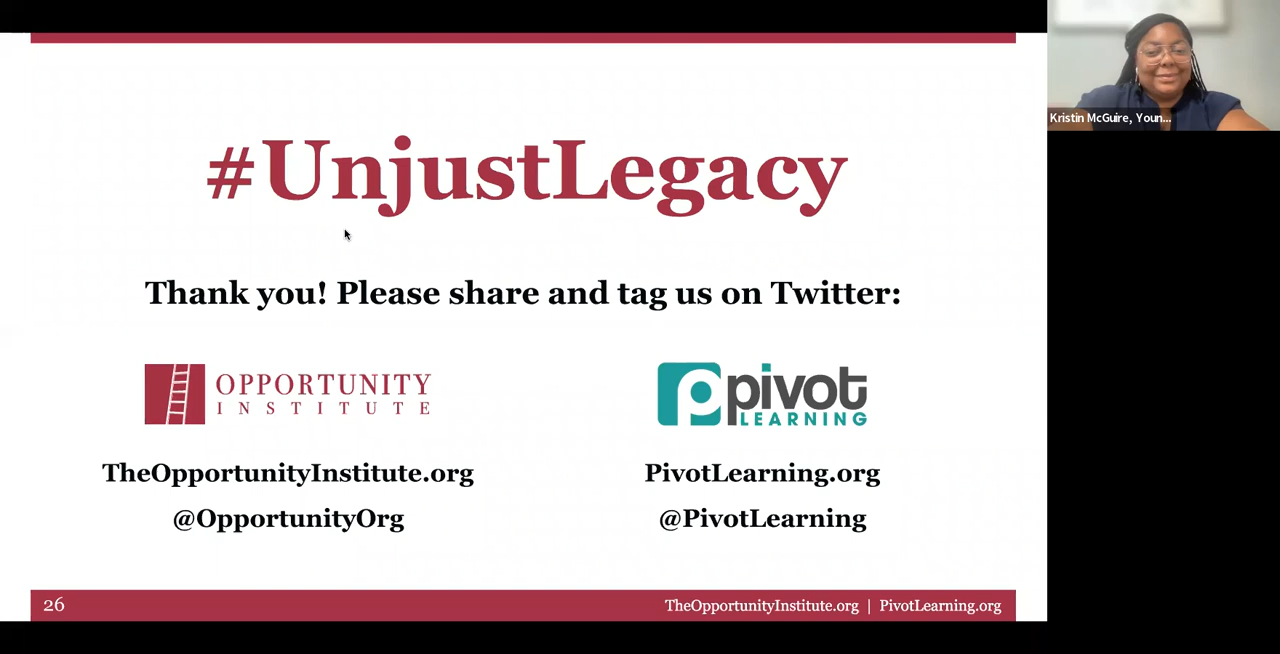 #UnjustLegacy
Kristin McGuire, Youn...
Thank you! Please share and tag us on Twitter:
OPPORTUNITY
INSTITUTE
pivot
LEARNING
TheOpportunityInstitute.org
PivotLearning.org
@OpportunityOrg
@PivotLearning
26
TheOpportunityInstitute.org | PivotLearning.org